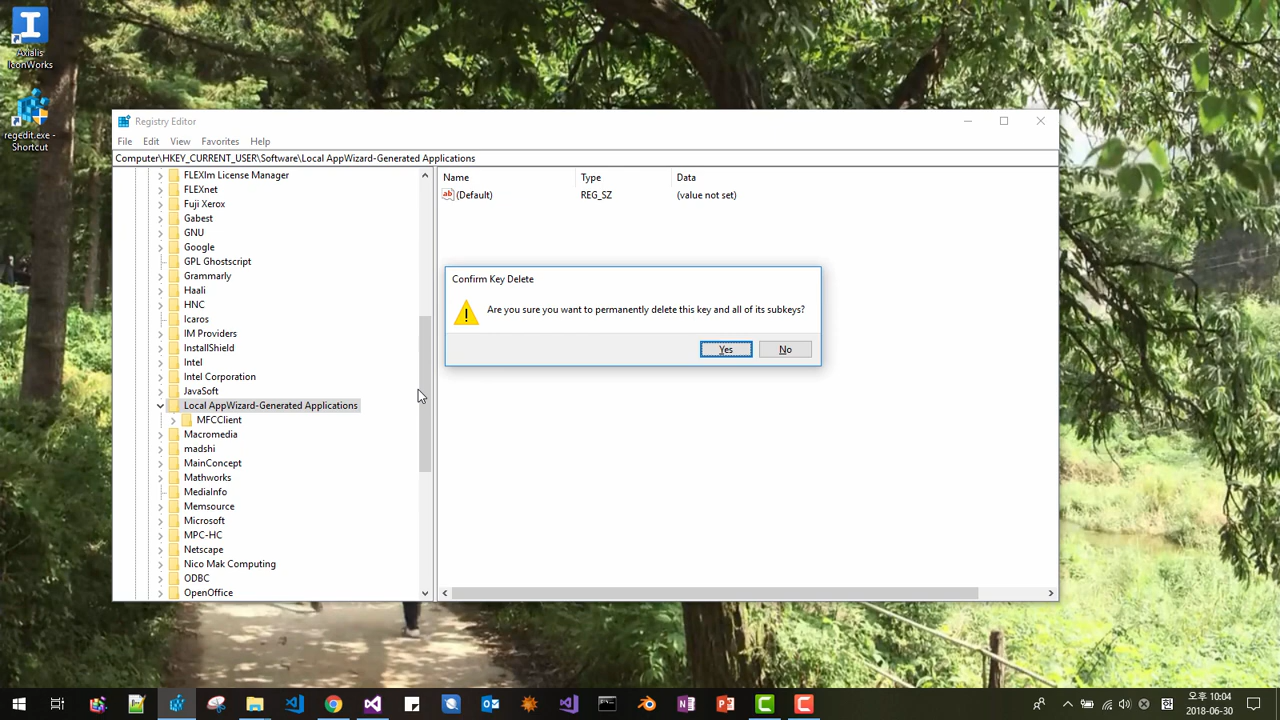 Axialis
IconWorks
regedit.exe -
Shortcut
Registry Editor
File Edit View Favorites Help
Computer\HKEY_CURRENT_USER\Software\Local AppWizard-Generated Applications
FLEXlm License Manager
FLEXnet
Fuji Xerox
Gabest
GNU
Google
GPL Ghostscript
Grammarly
Haali
HNC
Icaros
IM Providers
InstallShield
Intel
Intel Corporation
JavaSoft
Local AppWizard-Generated Applications
MFCClient
Macromedia
madshi
MainConcept
Mathworks
MediaInfo
Memsource
Microsoft
MPC-HC
Netscape
Nico Mak Computing
ODBC
OpenOffice
Name Type Data
(Default) REG_SZ (value not set)
Confirm Key Delete
Are you sure you want to permanently delete this key and all of its subkeys?
Yes No
오후 10:04
2018-06-30